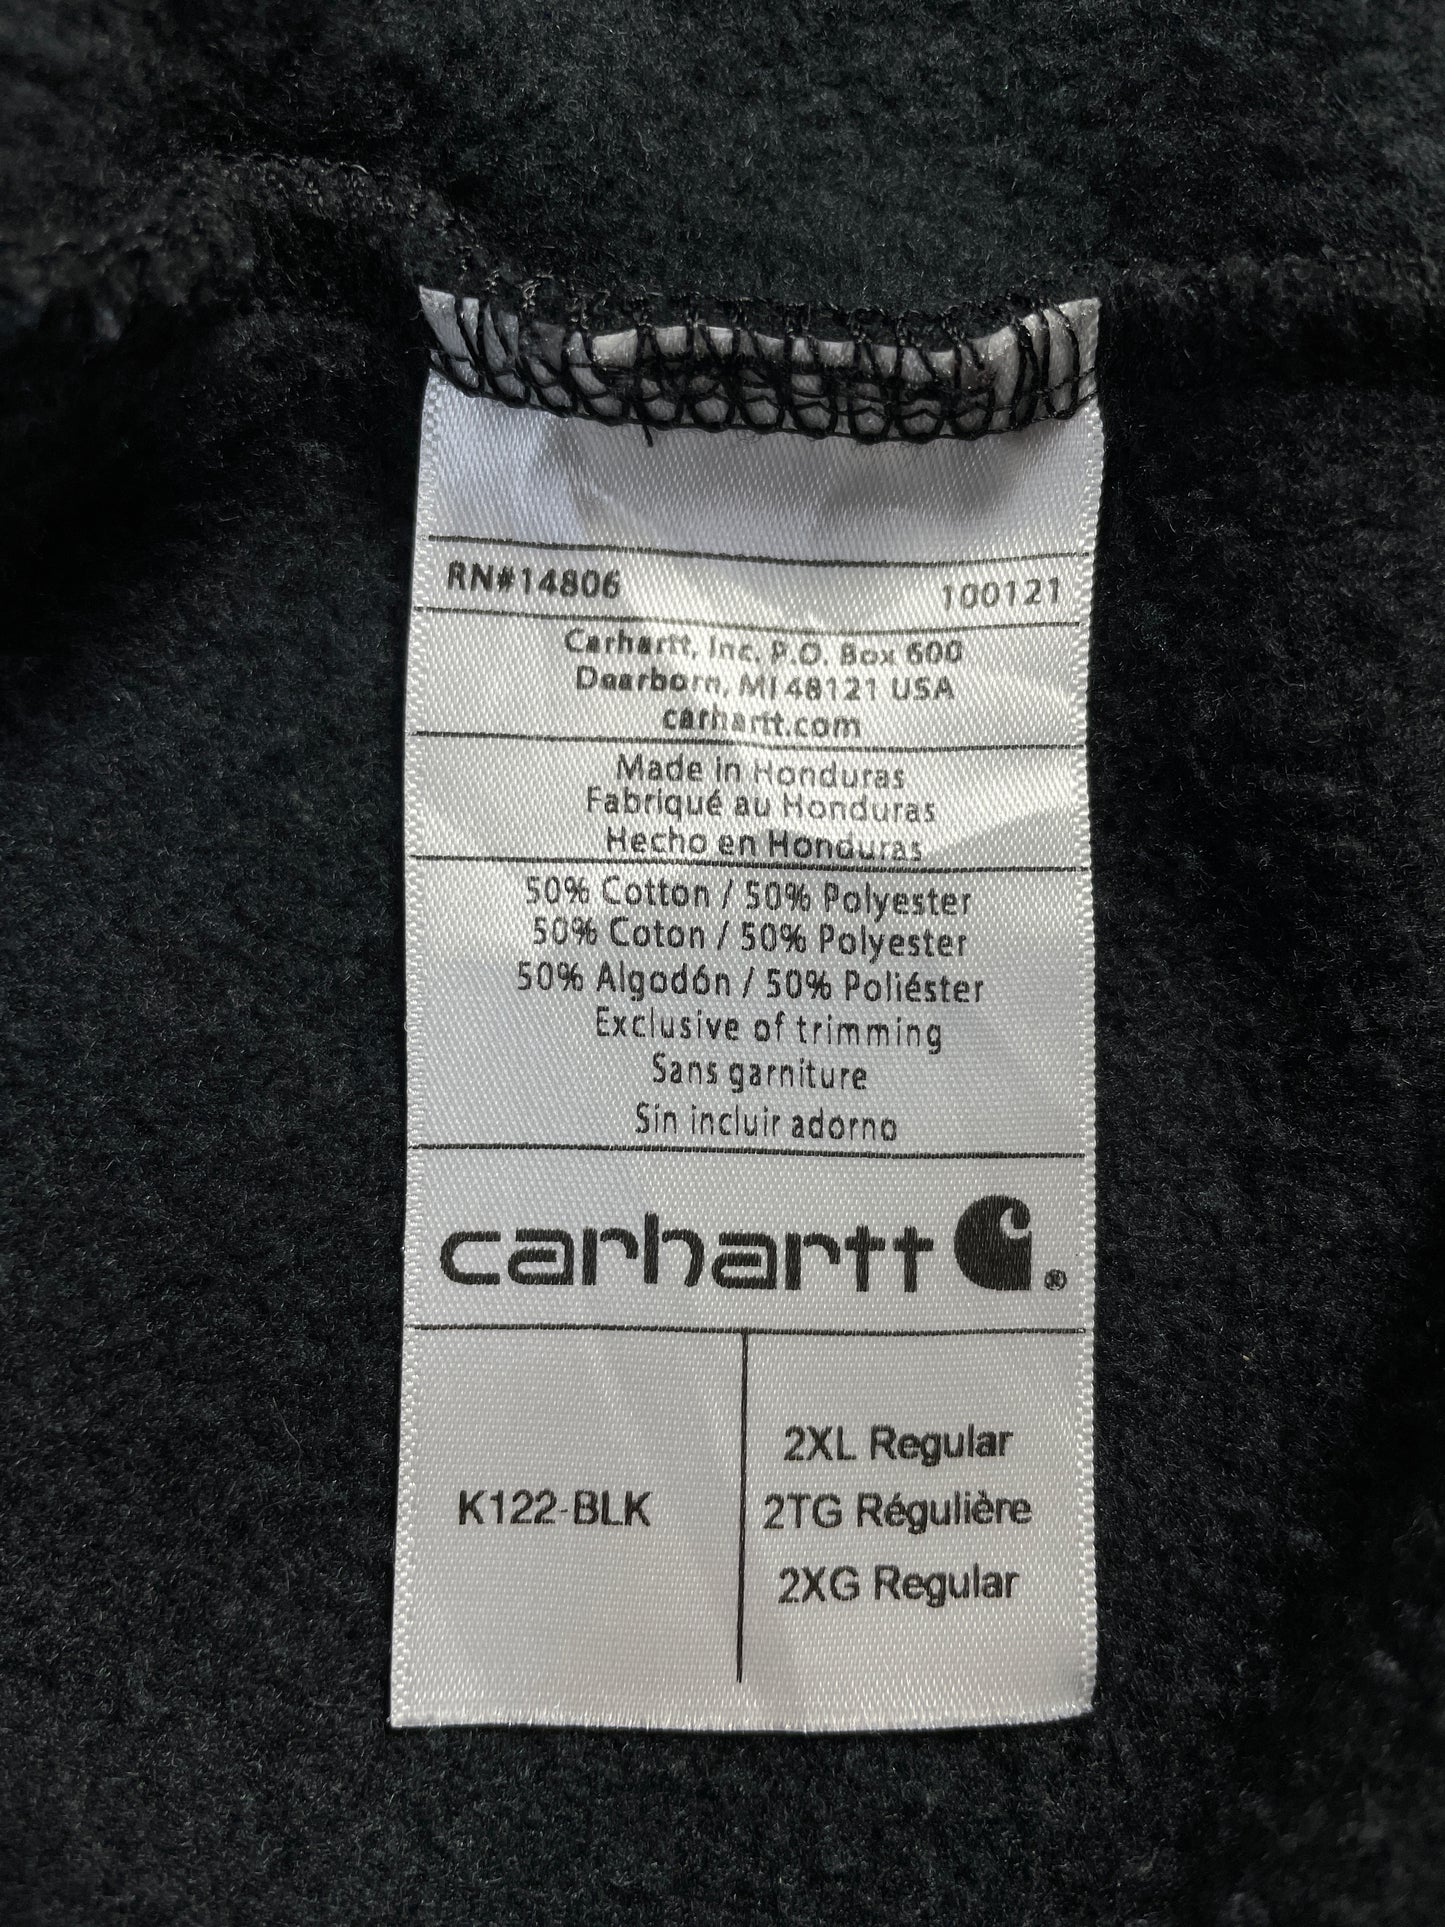 RN#14806 100121
Carhartt, Inc. P.O. Box 600
Dearborn, MI 48121 USA
carhartt.com
Made in Honduras
Fabriqué au Honduras
Hecho en Honduras
50% Cotton / 50% Polyester
50% Coton / 50% Polyester
50% Algodón / 50% Poliéster
Exclusive of trimming
Sans garniture
Sin incluir adorno
carhartt ®
K122-BLK
2XL Regular
2TG Régulière
2XG Regular